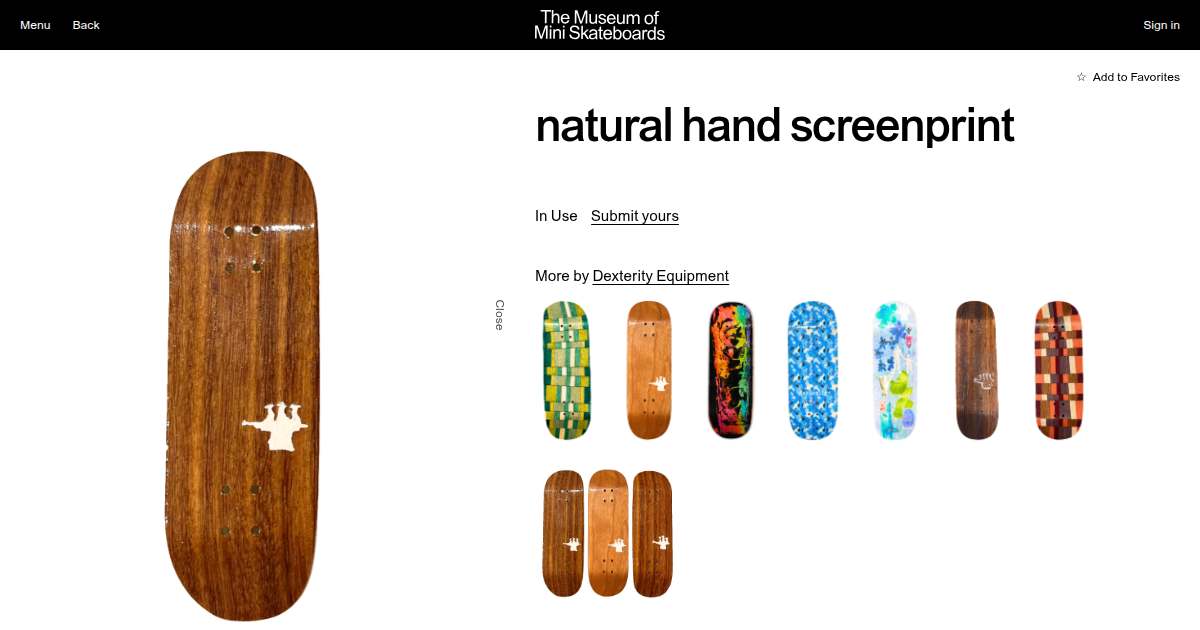 Menu
Back
The Museum of
Mini Skateboards
Sign in
☆ Add to Favorites
natural hand screenprint
In Use Submit yours
More by Dexterity Equipment
Close